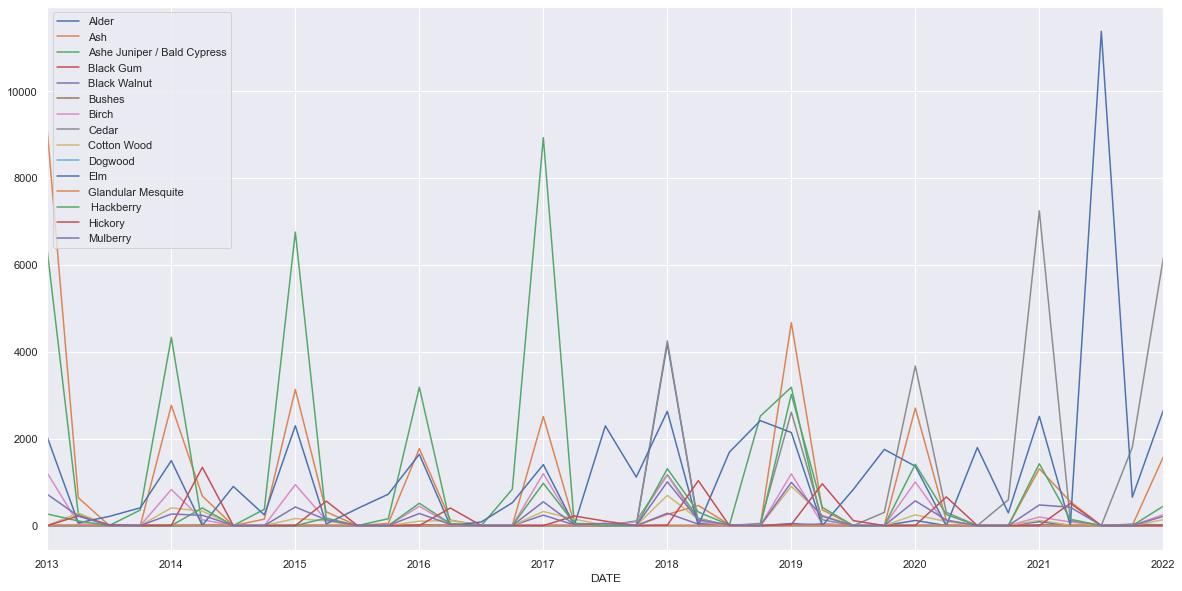 Alder
Ash
Ashe Juniper / Bald Cypress
Black Gum
Black Walnut
Bushes
Birch
Cedar
Cotton Wood
Dogwood
Elm
Glandular Mesquite
Hackberry
Hickory
Mulberry
10000
8000
6000
4000
2000
0
2013 2014 2015 2016 2017 2018 2019 2020 2021 2022
DATE